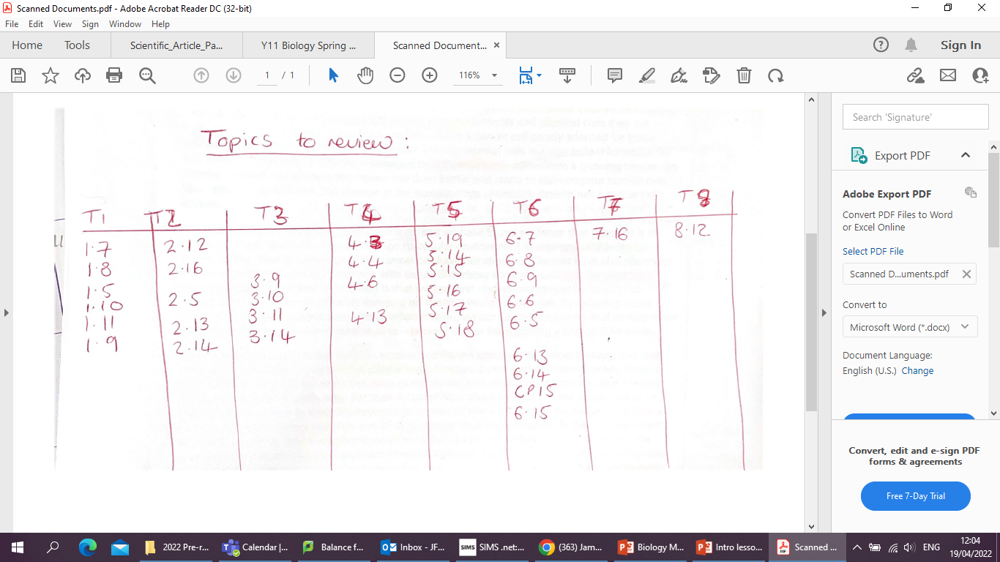 Scanned Documents.pdf - Adobe Acrobat Reader DC (32-bit)
File Edit View Sign Window Help
Home Tools Scientific_Article_Pa... Y11 Biology Spring ... Scanned Document... Sign In
1 / 1 116%
Topics to review :
T1 T2 T3 T4 T5 T6 T7 T8
1.7 2.12 4.3 5.19 6.7 7.16 8.12
1.8 2.16 4.4 5.14 6.8
3.9 4.6 5.15 6.9
1.5 2.5 3.10 5.16 6.6
1.10 3.11 4.13 5.17 6.5
1.11 2.13 3.14 5.18
1.9 2.14
6.13
6.14
CP15
6.15
Search 'Signature'
Export PDF
Adobe Export PDF
Convert PDF Files to Word
or Excel Online
Select PDF File
Scanned D...uments.pdf
Convert to
Microsoft Word (*.docx)
Document Language:
English (U.S.) Change
Convert, edit and e-sign PDF
forms & agreements
Free 7-Day Trial
2022 Pre-r... Calendar |... Balance f... Inbox - JF... SIMS SIMS .net:... (363) Jam... Biology M... Intro lesso... Scanned ... ENG 12:04
19/04/2022